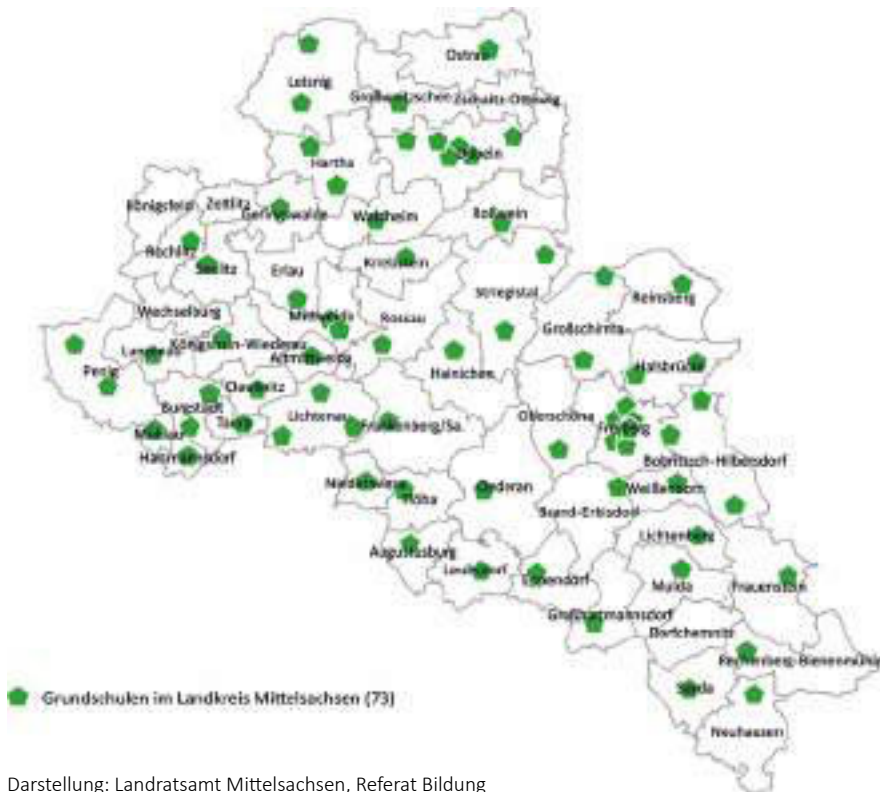 Ostrau
Leisnig
Großweitzschen
Zschaitz-Ottewig
Döbeln
Hartha
Königsfeld
Zettlitz
Geringswalde
Waldheim
Roßwein
Rochlitz
Seelitz
Erlau
Kriebstein
Striegistal
Reinsberg
Wechselburg
Mittweida
Rossau
Großschirma
Lunzenau
Königshain-Wiederau
Altmittweida
Hainichen
Halsbrücke
Penig
Claußnitz
Burgstädt
Lichtenau
Oberschöna
Mühlau
Taura
Frankenberg/Sa.
Freiberg
Hartmannsdorf
Bobritzsch-Hilbersdorf
Niederwiesa
Flöha
Oederan
Weißenborn
Brand-Erbisdorf
Lichtenberg
Augustusburg
Leubsdorf
Eppendorf
Mulda
Frauenstein
Großhartmannsdorf
Dorfchemnitz
Rechenberg-Bienenmühle
Sayda
Grundschulen im Landkreis Mittelsachsen (73)
Neuhausen
Darstellung: Landratsamt Mittelsachsen, Referat Bildung